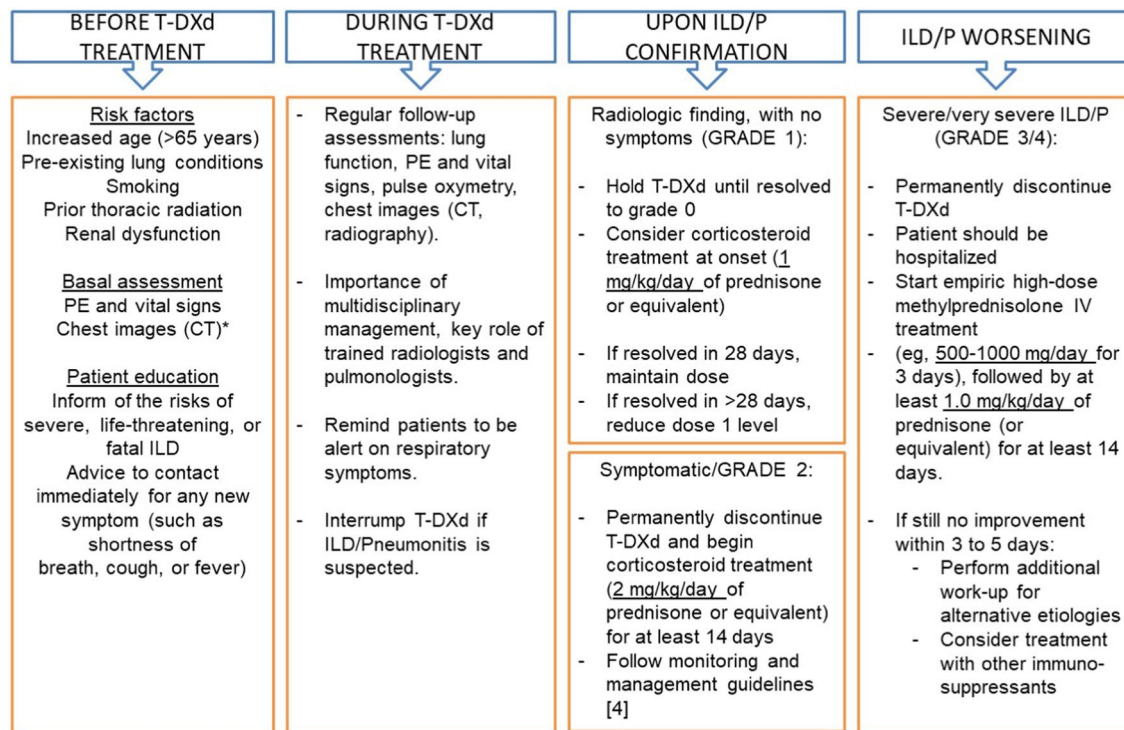 BEFORE T-DXd
TREATMENT
Risk factors
Increased age (>65 years)
Pre-existing lung conditions
Smoking
Prior thoracic radiation
Renal dysfunction
Basal assessment
PE and vital signs
Chest images (CT)*
Patient education
Inform of the risks of
severe, life-threatening, or
fatal ILD
Advice to contact
immediately for any new
symptom (such as
shortness of
breath, cough, or fever)
DURING T-DXd
TREATMENT
- Regular follow-up
assessments: lung
function, PE and vital
signs, pulse oxymetry,
chest images (CT,
radiography).
- Importance of
multidisciplinary
management, key role of
trained radiologists and
pulmonologists.
- Remind patients to be
alert on respiratory
symptoms.
- Interrump T-DXd if
ILD/Pneumonitis is
suspected.
UPON ILD/P
CONFIRMATION
Radiologic finding, with no
symptoms (GRADE 1):
- Hold T-DXd until resolved
to grade 0
- Consider corticosteroid
treatment at onset (1
mg/kg/day of prednisone
or equivalent)
- If resolved in 28 days,
maintain dose
- If resolved in >28 days,
reduce dose 1 level
Symptomatic/GRADE 2:
- Permanently discontinue
T-DXd and begin
corticosteroid treatment
(2 mg/kg/day of
prednisone or equivalent)
for at least 14 days
- Follow monitoring and
management guidelines
[4]
ILD/P WORSENING
Severe/very severe ILD/P
(GRADE 3/4):
- Permanently discontinue
T-DXd
- Patient should be
hospitalized
- Start empiric high-dose
methylprednisolone IV
treatment
- (eg, 500-1000 mg/day for
3 days), followed by at
least 1.0 mg/kg/day of
prednisone (or
equivalent) for at least 14
days.
- If still no improvement
within 3 to 5 days:
- Perform additional
work-up for
alternative etiologies
- Consider treatment
with other immuno-
suppressants